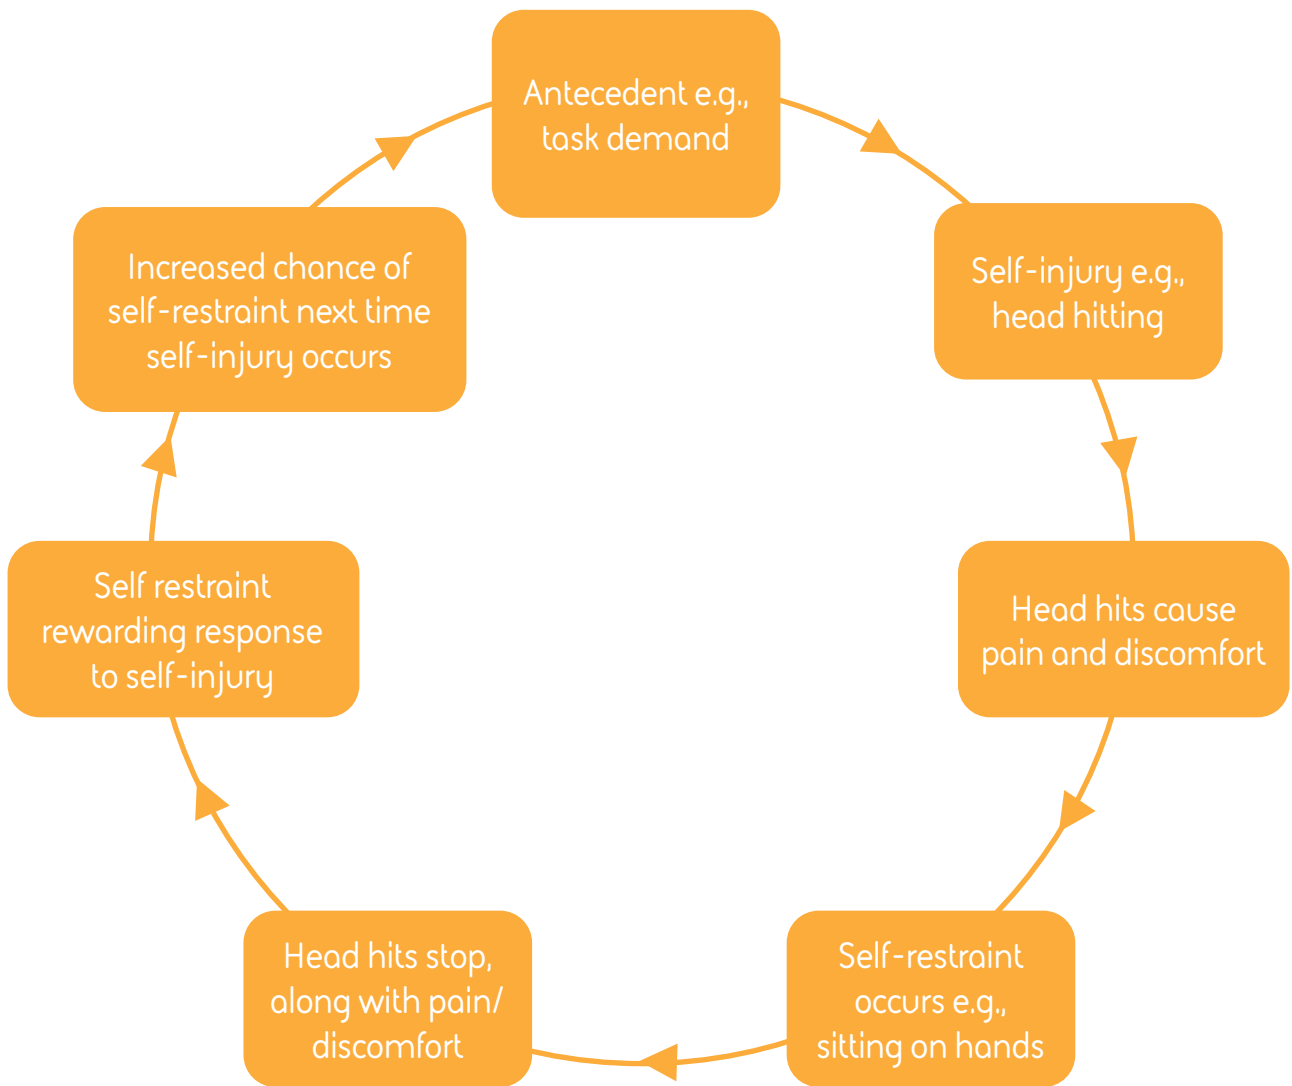 Antecedent e.g.,
task demand
Self-injury e.g.,
head hitting
Head hits cause
pain and discomfort
Self-restraint
occurs e.g.,
sitting on hands
Head hits stop,
along with pain/
discomfort
Self restraint
rewarding response
to self-injury
Increased chance of
self-restraint next time
self-injury occurs